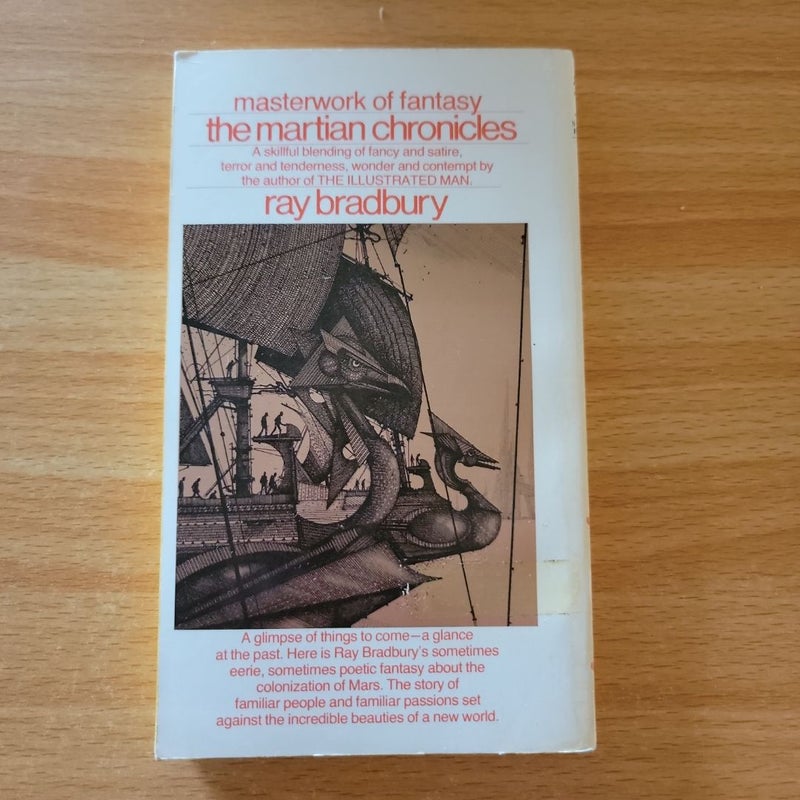 masterwork of fantasy
the martian chronicles
A skillful blending of fancy and satire,
terror and tenderness, wonder and contempt by
the author of THE ILLUSTRATED MAN.
ray bradbury
A glimpse of things to come—a glance
at the past. Here is Ray Bradbury's sometimes
eerie, sometimes poetic fantasy about the
colonization of Mars. The story of
familiar people and familiar passions set
against the incredible beauties of a new world.